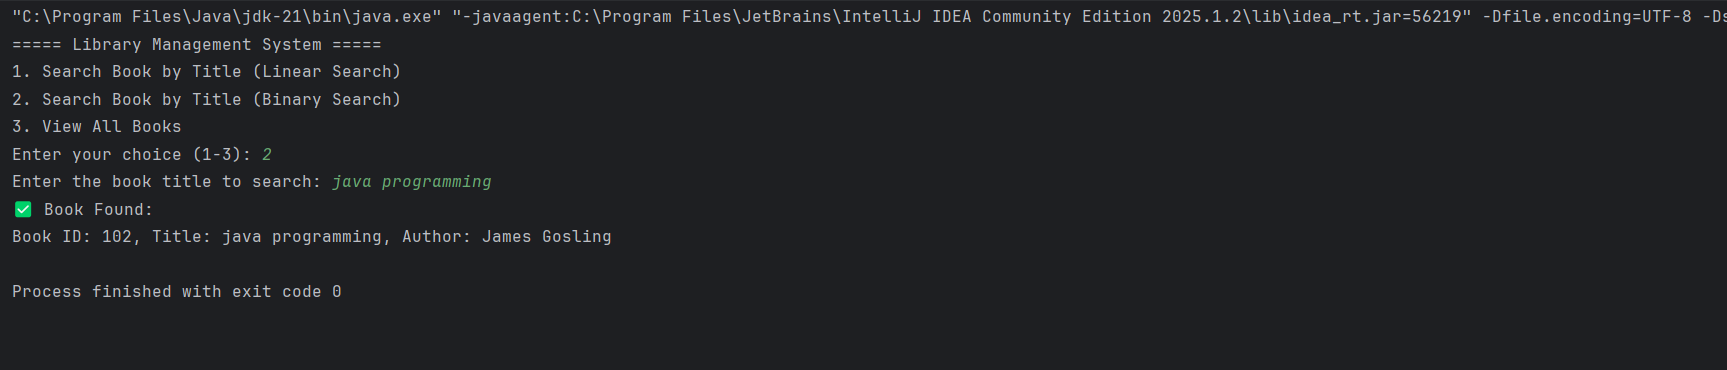 "C:\Program Files\Java\jdk-21\bin\java.exe" "-javaagent:C:\Program Files\JetBrains\IntelliJ IDEA Community Edition 2025.1.2\lib\idea_rt.jar=56219" -Dfile.encoding=UTF-8 -Ds
===== Library Management System =====
1. Search Book by Title (Linear Search)
2. Search Book by Title (Binary Search)
3. View All Books
Enter your choice (1-3): 2
Enter the book title to search: java programming
✅ Book Found:
Book ID: 102, Title: java programming, Author: James Gosling
Process finished with exit code 0